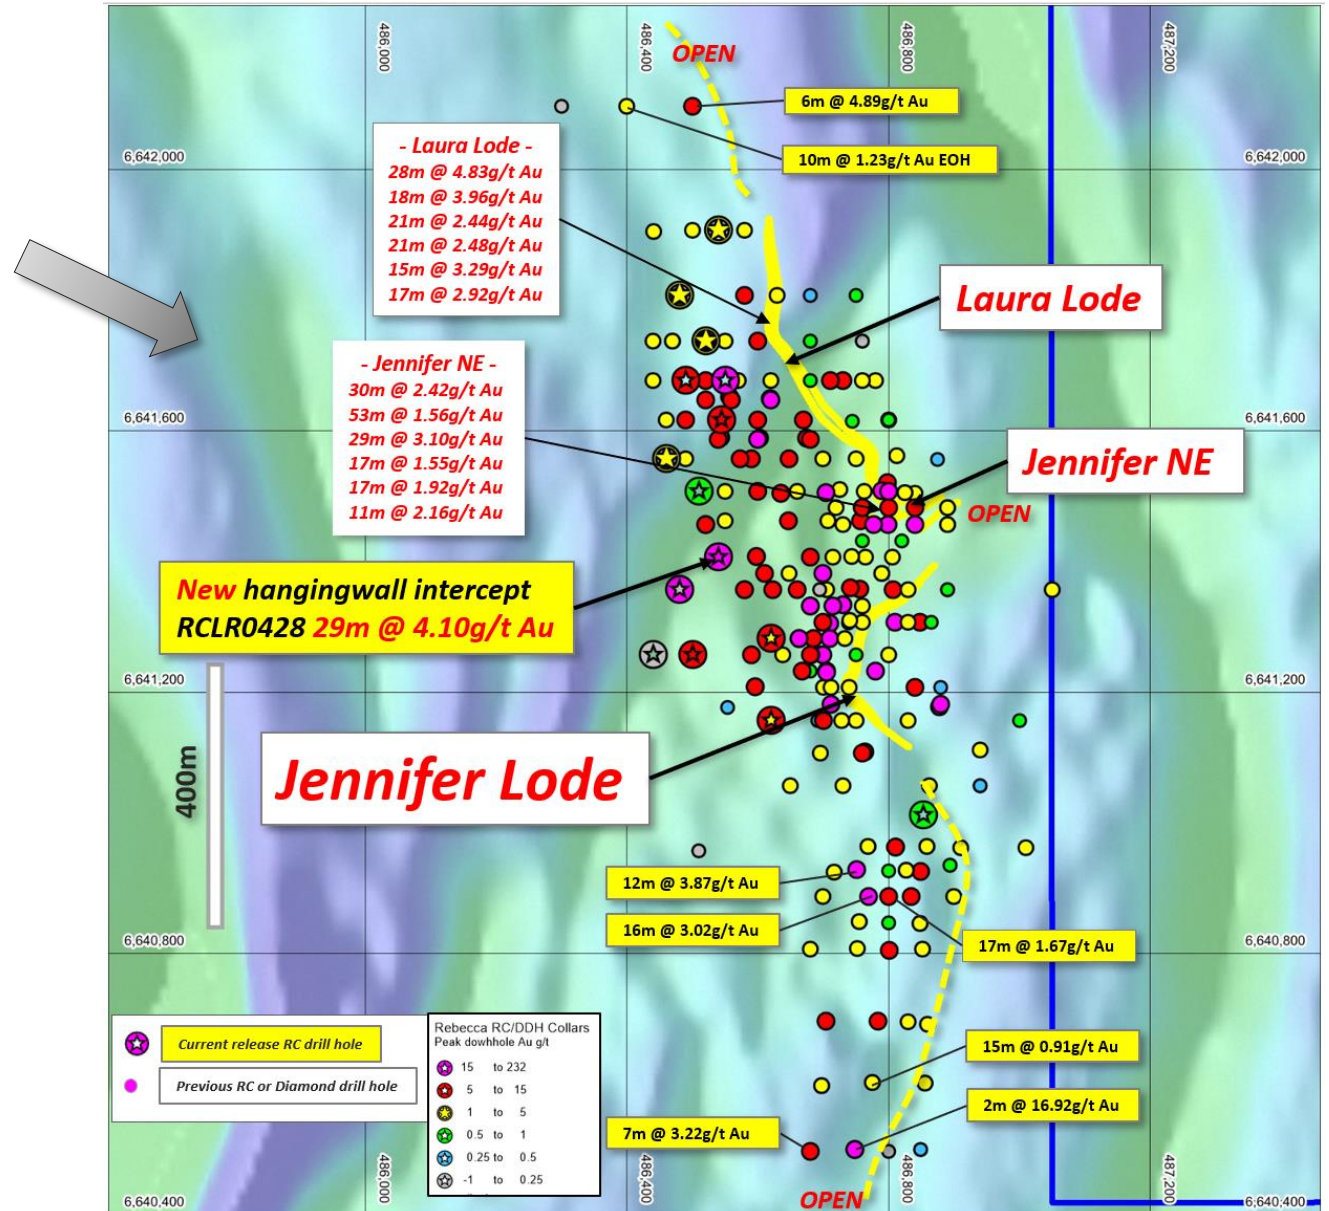 486,000
486,400
486,800
487,200
OPEN
6m @ 4.89g/t Au
10m @ 1.23g/t Au EOH
6,642,000
6,642,000
- Laura Lode -
28m @ 4.83g/t Au
18m @ 3.96g/t Au
21m @ 2.44g/t Au
21m @ 2.48g/t Au
15m @ 3.29g/t Au
17m @ 2.92g/t Au
Laura Lode
- Jennifer NE -
30m @ 2.42g/t Au
53m @ 1.56g/t Au
29m @ 3.10g/t Au
17m @ 1.55g/t Au
17m @ 1.92g/t Au
11m @ 2.16g/t Au
6,641,600
6,641,600
Jennifer NE
OPEN
New hangingwall intercept
RCLR0428 29m @ 4.10g/t Au
6,641,200
6,641,200
400m
Jennifer Lode
12m @ 3.87g/t Au
16m @ 3.02g/t Au
17m @ 1.67g/t Au
6,640,800
6,640,800
15m @ 0.91g/t Au
2m @ 16.92g/t Au
7m @ 3.22g/t Au
Current release RC drill hole
Previous RC or Diamond drill hole
Rebecca RC/DDH Collars
Peak dowhhole Au g/t
15 to 232
5 to 15
1 to 5
0.5 to 1
0.25 to 0.5
-1 to 0.25
486,000
486,400
486,800
487,200
OPEN
6,640,400
6,640,400